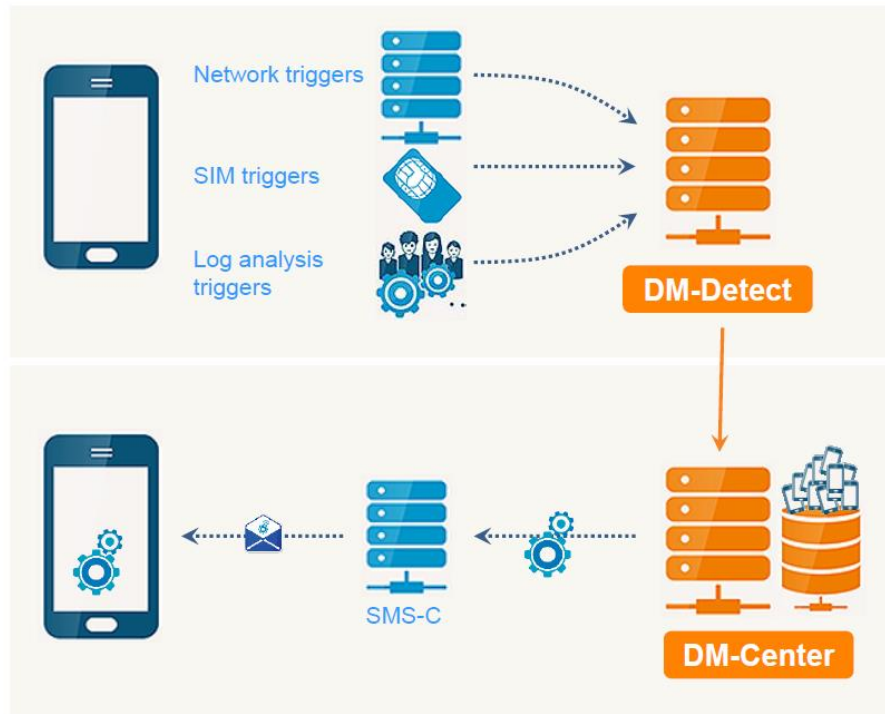 Network triggers
SIM triggers
Log analysis
triggers
DM-Detect
SMS-C
DM-Center